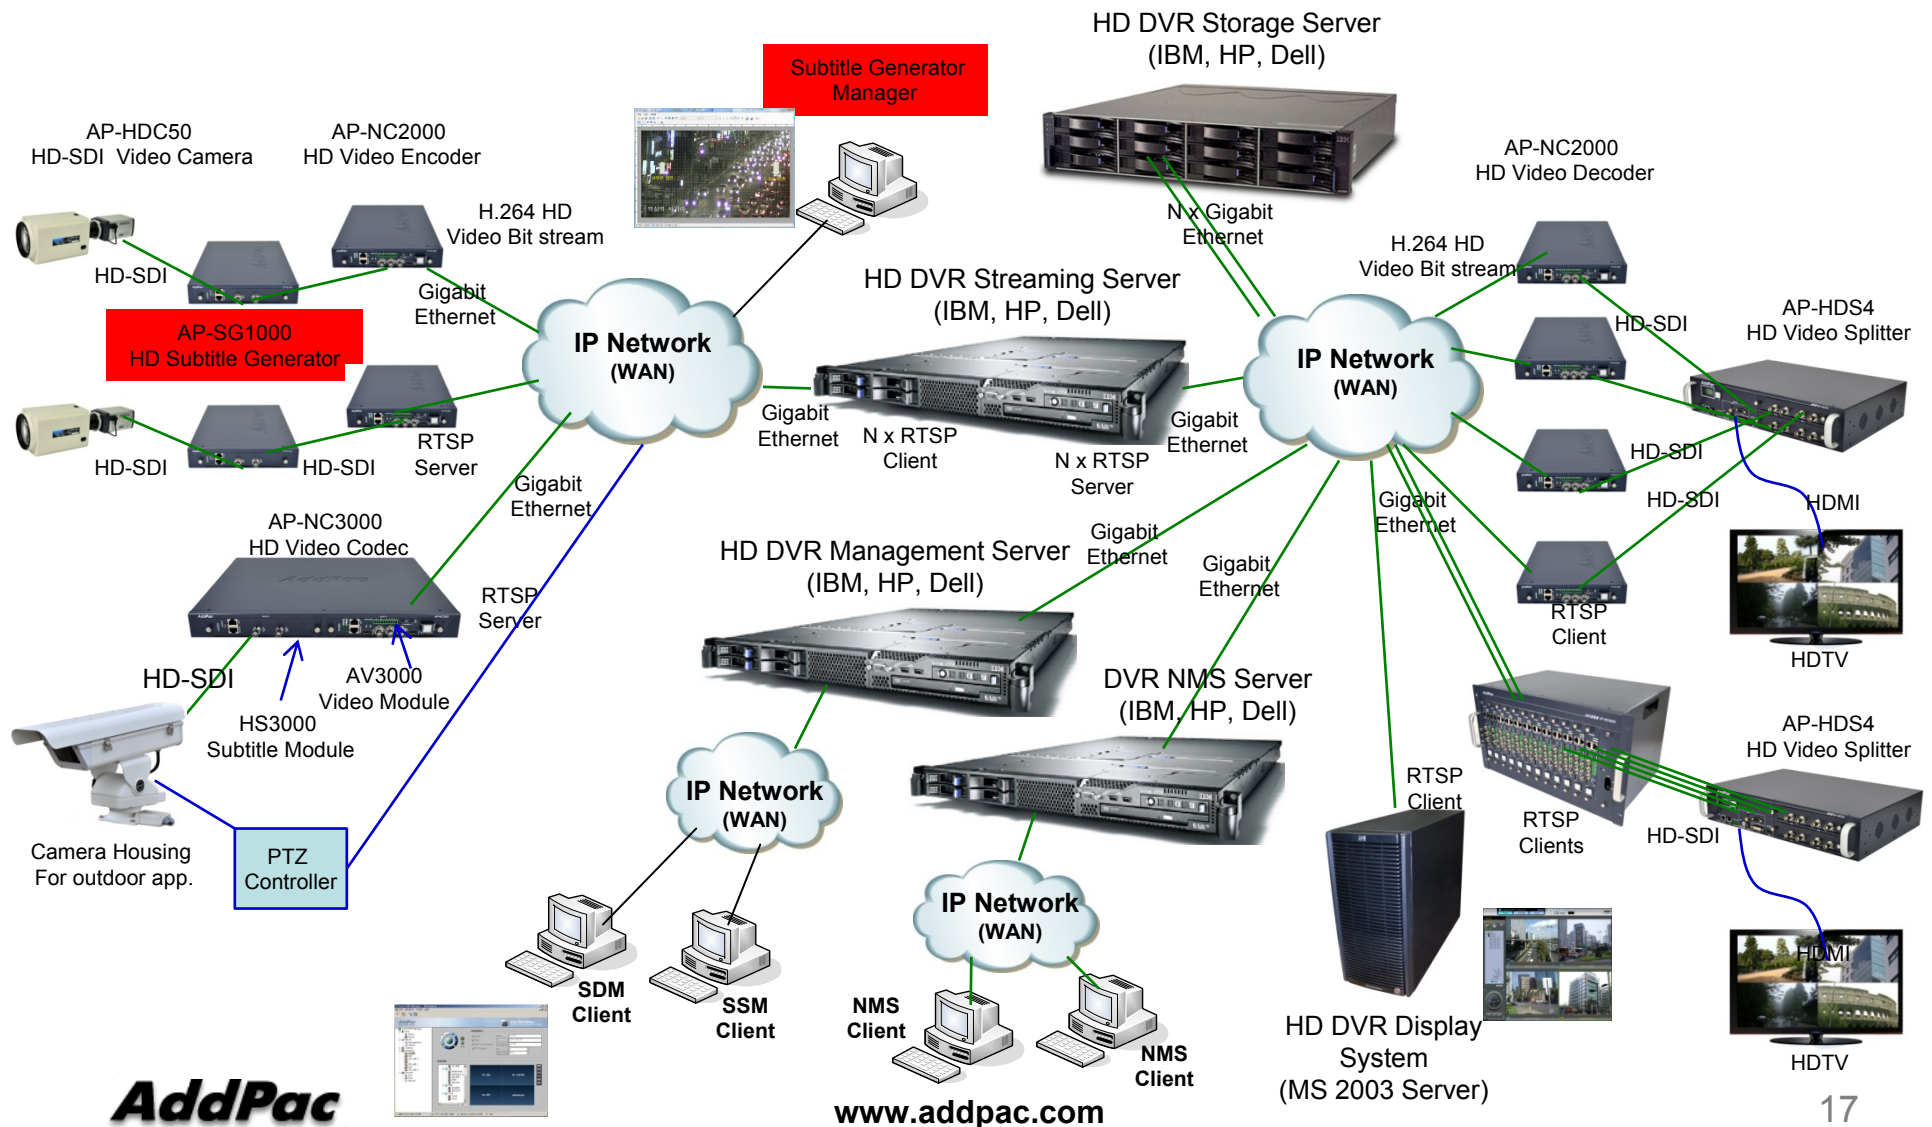 HD DVR Storage Server
(IBM, HP, Dell)
Subtitle Generator
Manager
AP-HDC50
HD-SDI Video Camera
AP-NC2000
HD Video Encoder
AP-NC2000
HD Video Decoder
H.264 HD
Video Bit stream
N x Gigabit
Ethernet
H.264 HD
Video Bit stream
HD-SDI
Gigabit
Ethernet
HD DVR Streaming Server
(IBM, HP, Dell)
AP-SG1000
HD Subtitle Generator
IP Network
(WAN)
IP Network
(WAN)
HD-SDI
AP-HDS4
HD Video Splitter
Gigabit
Ethernet
N x RTSP
Client
N x RTSP
Server
Gigabit
Ethernet
HD-SDI
HD-SDI
RTSP
Server
HD-SDI
HD-SDI
HDMI
Gigabit
Ethernet
Gigabit
Ethernet
AP-NC3000
HD Video Codec
HD DVR Management Server
(IBM, HP, Dell)
Gigabit
Ethernet
Gigabit
Ethernet
AddPac
RTSP
Server
RTSP
Client
HDTV
HD-SDI
AV3000
Video Module
HS3000
Subtitle Module
DVR NMS Server
(IBM, HP, Dell)
AP-HDS4
HD Video Splitter
IP Network
(WAN)
RTSP
Client
RTSP
Clients
HD-SDI
Camera Housing
For outdoor app.
PTZ
Controller
IP Network
(WAN)
HDMI
SDM
Client
SSM
Client
NMS
Client
NMS
Client
HD DVR Display
System
(MS 2003 Server)
HDTV
AddPac
www.addpac.com
17